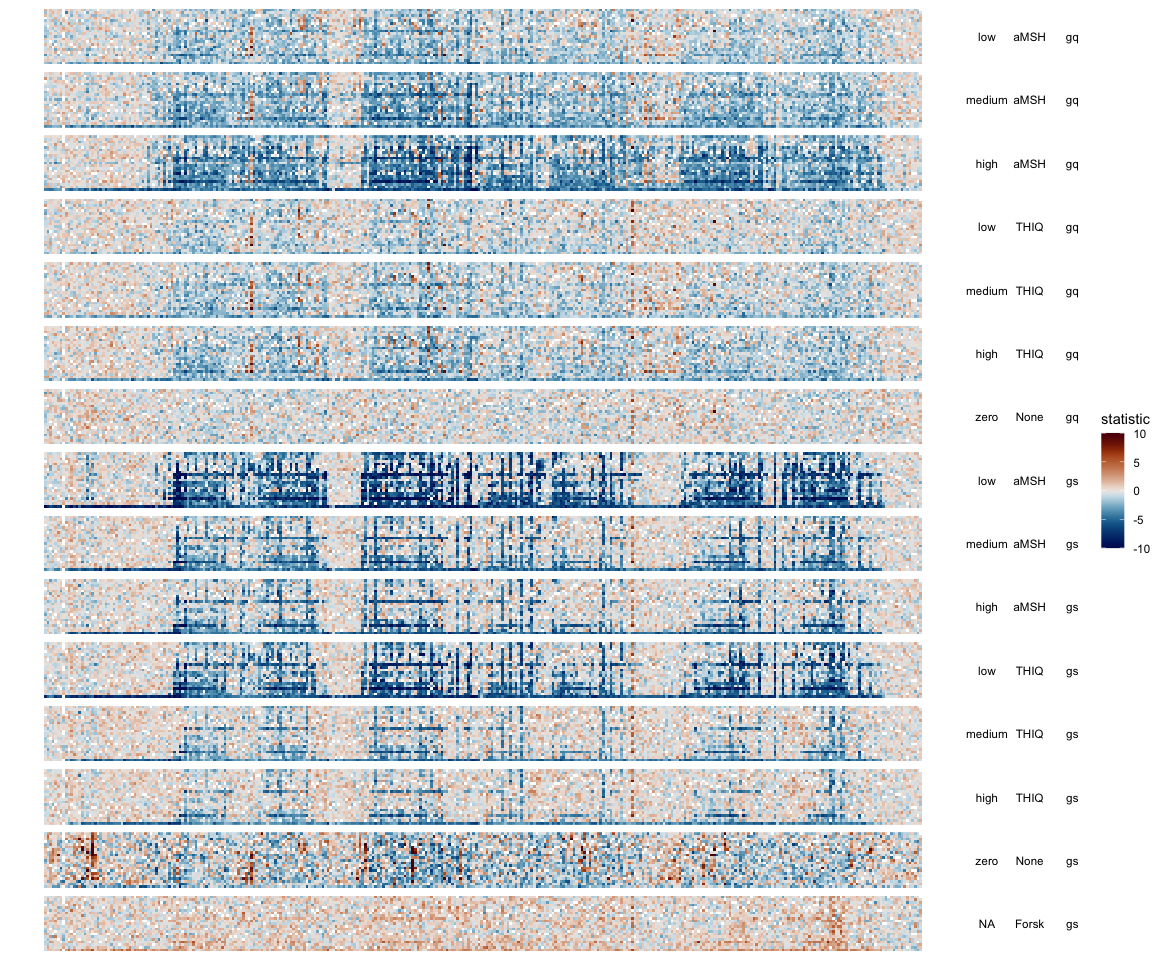 low aMSH gq
medium aMSH gq
high aMSH gq
low THIQ gq
medium THIQ gq
high THIQ gq
zero None gq
statistic
10
5
0
-5
-10
low aMSH gs
medium aMSH gs
high aMSH gs
low THIQ gs
medium THIQ gs
high THIQ gs
zero None gs
NA Forsk gs